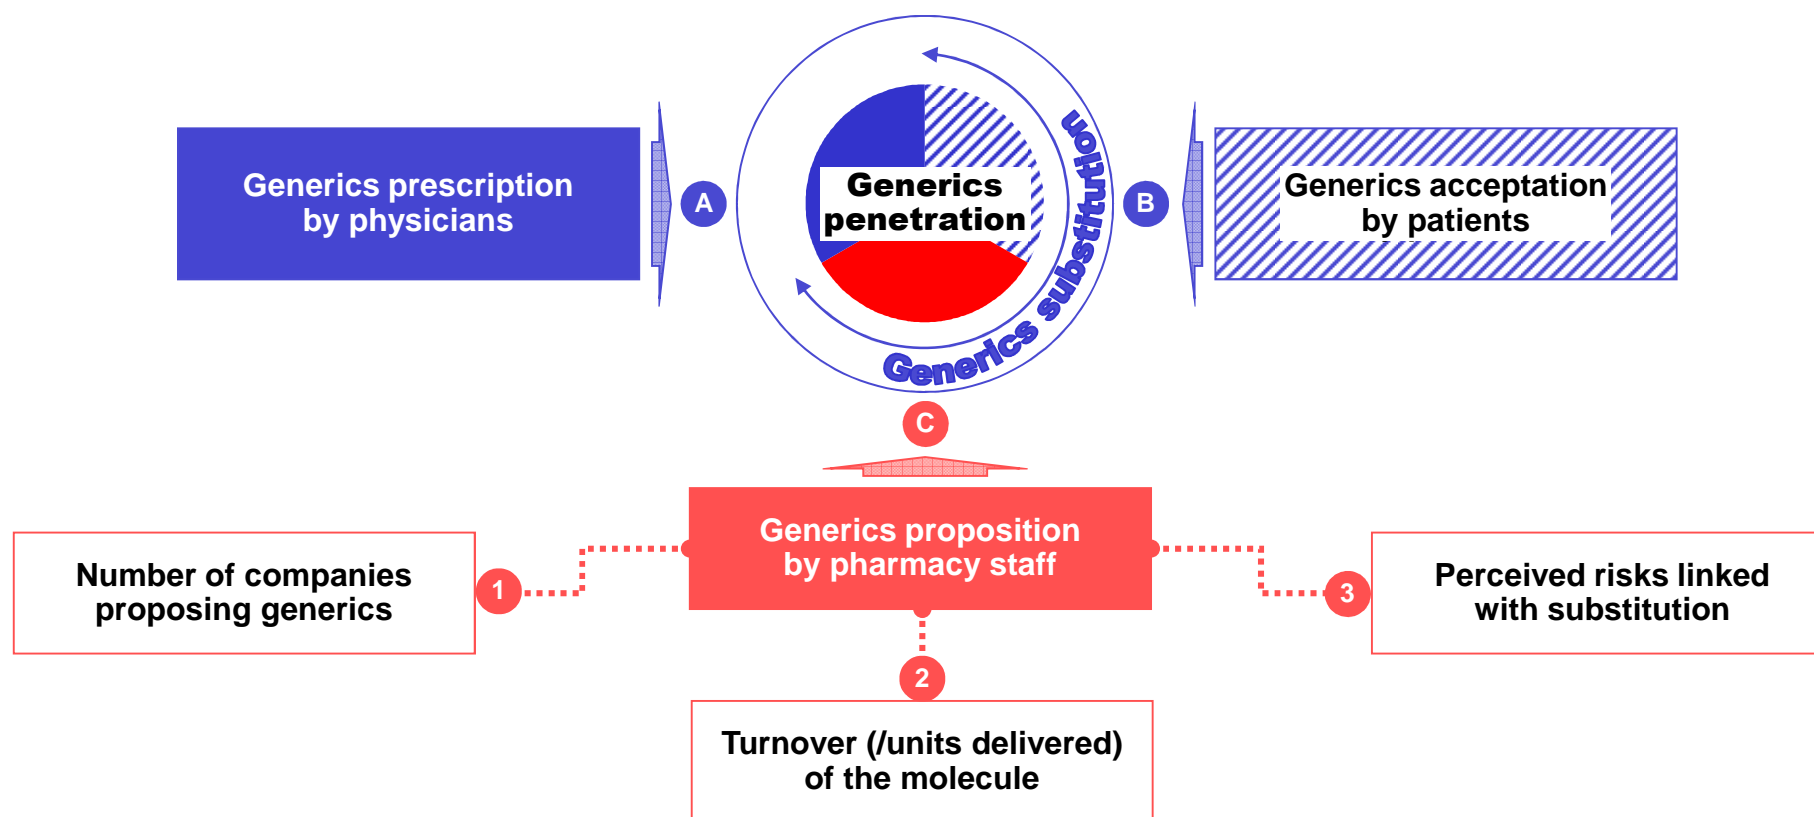 Generics prescription
by physicians
A
Generics
penetration
Generics substitution
B
Generics acceptation
by patients
C
Generics proposition
by pharmacy staff
Number of companies
proposing generics
1
2
Turnover (/units delivered)
of the molecule
3
Perceived risks linked
with substitution